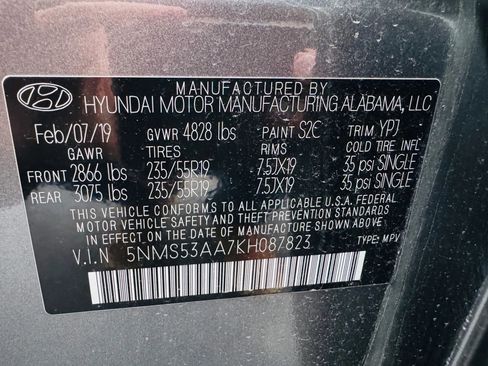 MANUFACTURED BY
HYUNDAI MOTOR MANUFACTURING ALABAMA, LLC
Feb/07/19 GVWR 4828 lbs PAINT S2C TRIM YPJ
GAWR TIRES RIMS COLD TIRE INFL
FRONT 2866 lbs 235/55R19 7.5JX19 35 psi SINGLE
REAR 3075 lbs 235/55R19 7.5JX19 35 psi SINGLE
THIS VEHICLE CONFORMS TO ALL APPLICABLE U.S.A. FEDERAL
MOTOR VEHICLE SAFETY AND THEFT PREVENTION STANDARDS
IN EFFECT ON THE DATE OF MANUFACTURE SHOWN ABOVE.
V.I.N 5NMS53AA7KH087823 TYPE: MPV